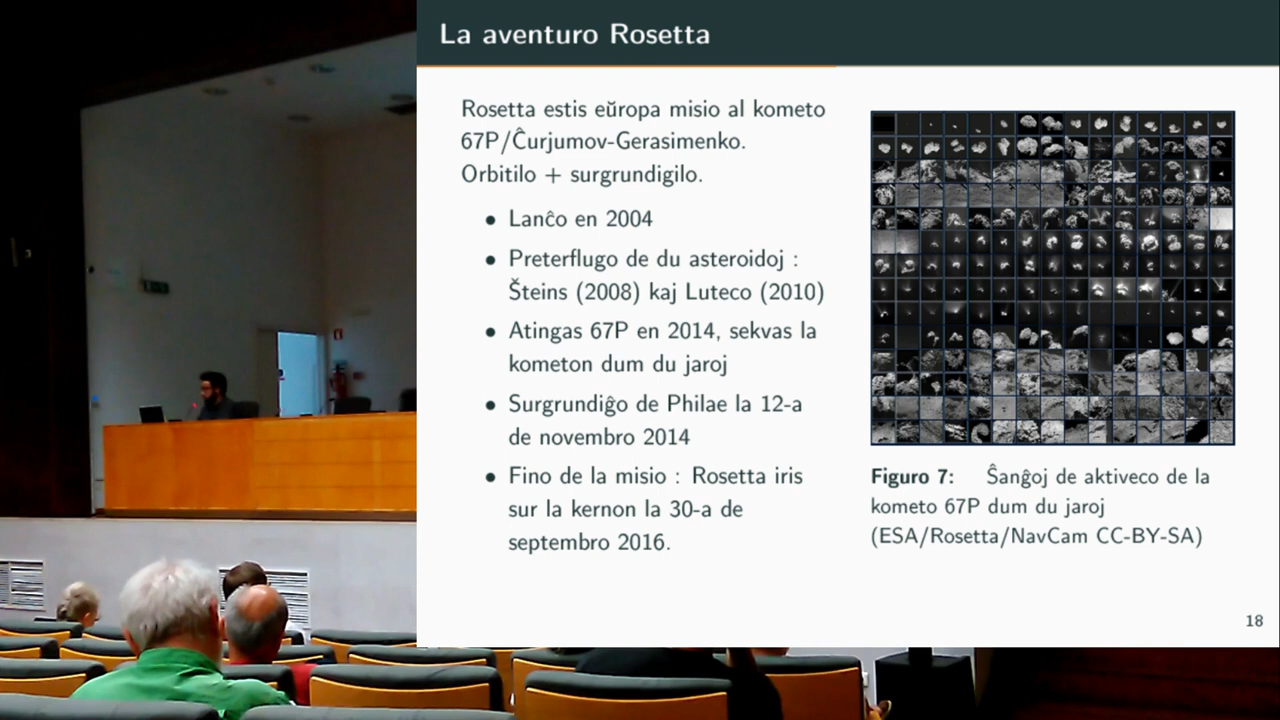 La aventuro Rosetta
Rosetta estis eŭropa misio al kometo
67P/Ĉurjumov-Gerasimenko.
Orbitilo + surgrundigilo.
• Lanĉo en 2004
• Preterflugo de du asteroidoj :
Šteins (2008) kaj Luteco (2010)
• Atingas 67P en 2014, sekvas la
kometon dum du jaroj
• Surgrundiĝo de Philae la 12-a
de novembro 2014
• Fino de la misio : Rosetta iris
sur la kernon la 30-a de
septembro 2016.
Figuro 7: Ŝanĝoj de aktiveco de la
kometo 67P dum du jaroj
(ESA/Rosetta/NavCam CC-BY-SA)
18